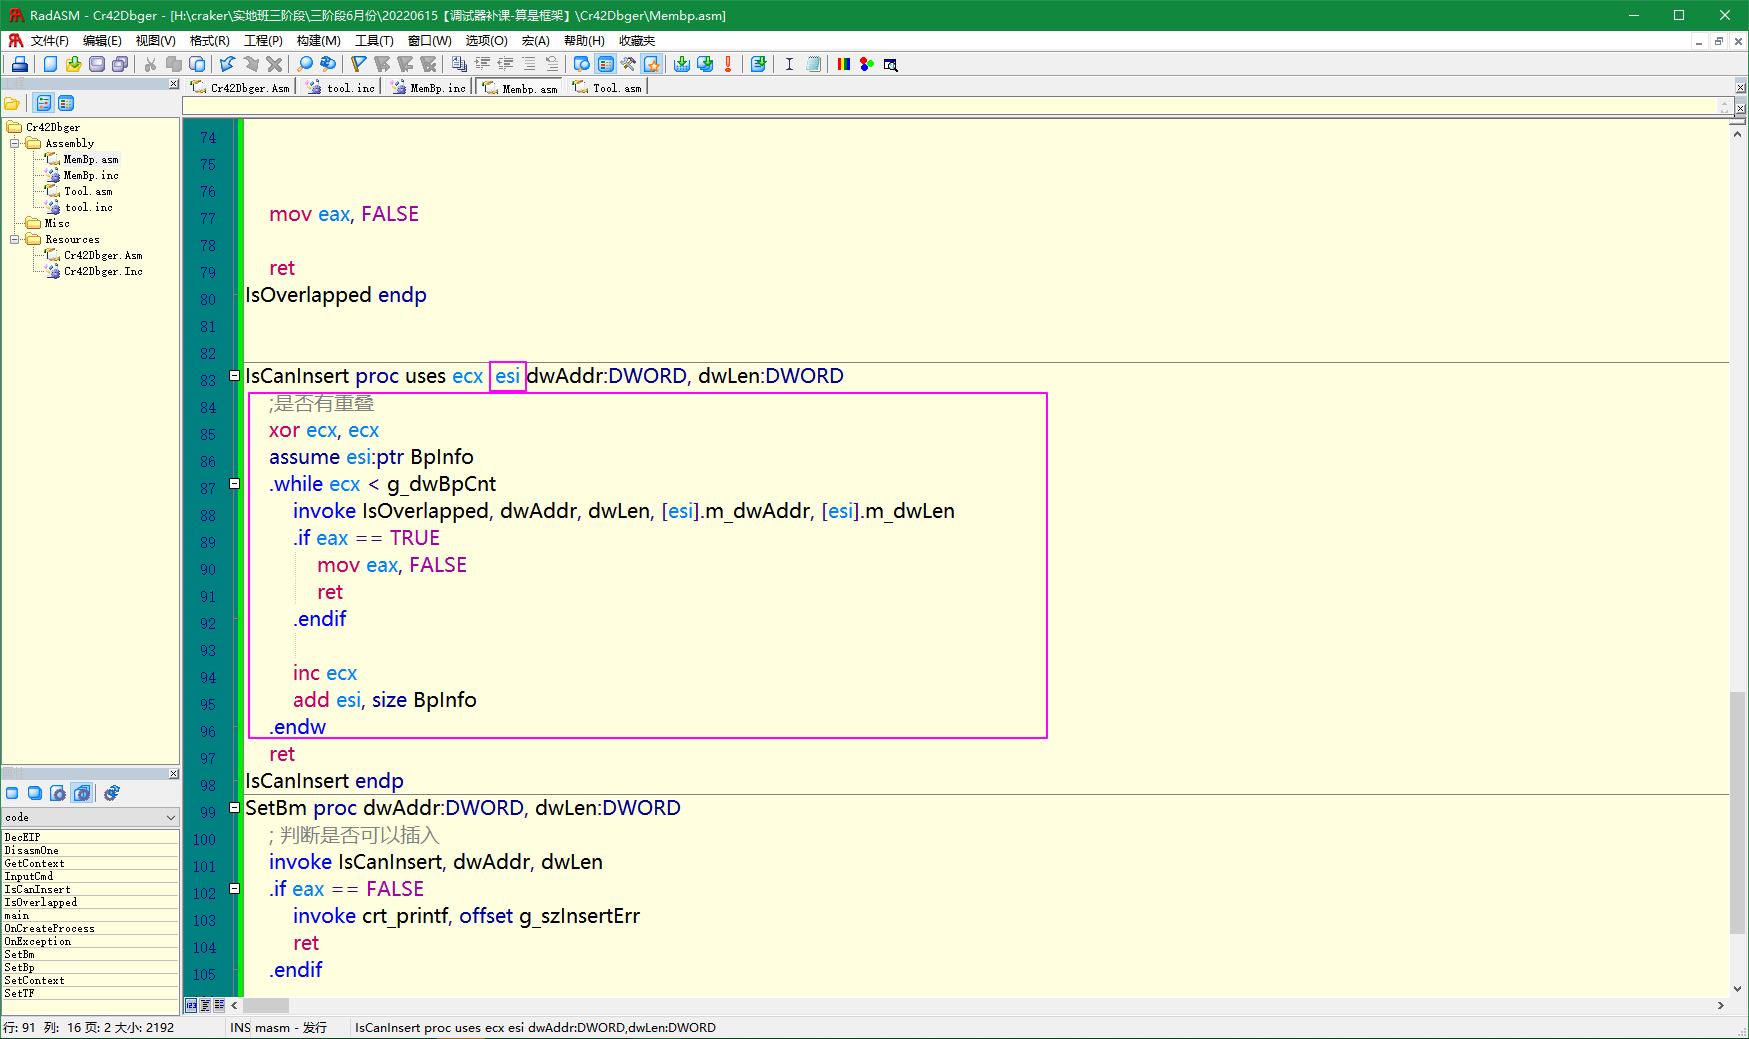 RadASM - Cr42Dbger - [H:\craker\实地班三阶段\三阶段6月份\20220615【调试器补课-算是框架】\Cr42Dbger\Membp.asm]
文件(F) 编辑(E) 视图(V) 格式(R) 工程(P) 构建(M) 工具(T) 窗口(W) 选项(O) 宏(A) 帮助(H) 收藏夹
Cr42Dbger.Asm tool.inc MemBp.inc Membp.asm Tool.asm
Cr42Dbger
Assembly
MemBp.asm
MemBp.inc
Tool.asm
tool.inc
Misc
Resources
Cr42Dbger.Asm
Cr42Dbger.Inc
code
DecEIP
DisasmOne
GetContext
InputCmd
IsCanInsert
IsOverlapped
main
OnCreateProcess
OnException
SetBm
SetBp
SetContext
SetTF
74
75
76
77 mov eax, FALSE
78
79 ret
80 IsOverlapped endp
81
82
83 IsCanInsert proc uses ecx esi dwAddr:DWORD, dwLen:DWORD
84 ;是否有重叠
85 xor ecx, ecx
86 assume esi:ptr BpInfo
87 .while ecx < g_dwBpCnt
88 invoke IsOverlapped, dwAddr, dwLen, [esi].m_dwAddr, [esi].m_dwLen
89 .if eax == TRUE
90 mov eax, FALSE
91 ret
92 .endif
93
94 inc ecx
95 add esi, size BpInfo
96 .endw
97 ret
98 IsCanInsert endp
99 SetBm proc dwAddr:DWORD, dwLen:DWORD
100 ; 判断是否可以插入
101 invoke IsCanInsert, dwAddr, dwLen
102 .if eax == FALSE
103 invoke crt_printf, offset g_szInsertErr
104 ret
105 .endif
行: 91 列: 16 页: 2 大小: 2192 INS masm - 发行 IsCanInsert proc uses ecx esi dwAddr:DWORD,dwLen:DWORD